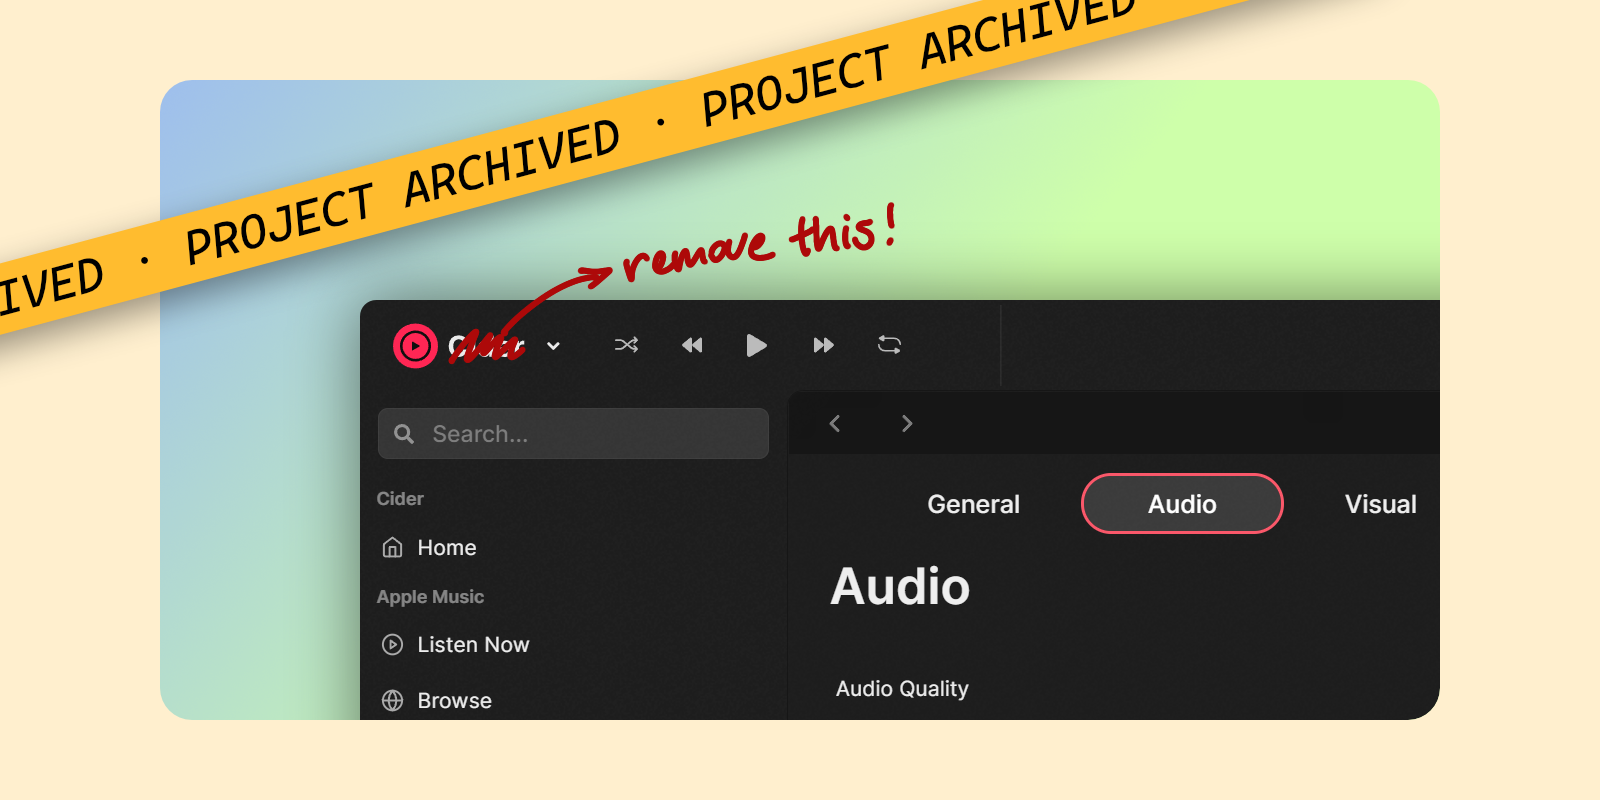 IVED · PROJECT ARCHIVED · PROJECT ARCHIVED
remove this!
Cider
Search...
Cider
Home
Apple Music
Listen Now
Browse
General Audio Visual
Audio
Audio Quality